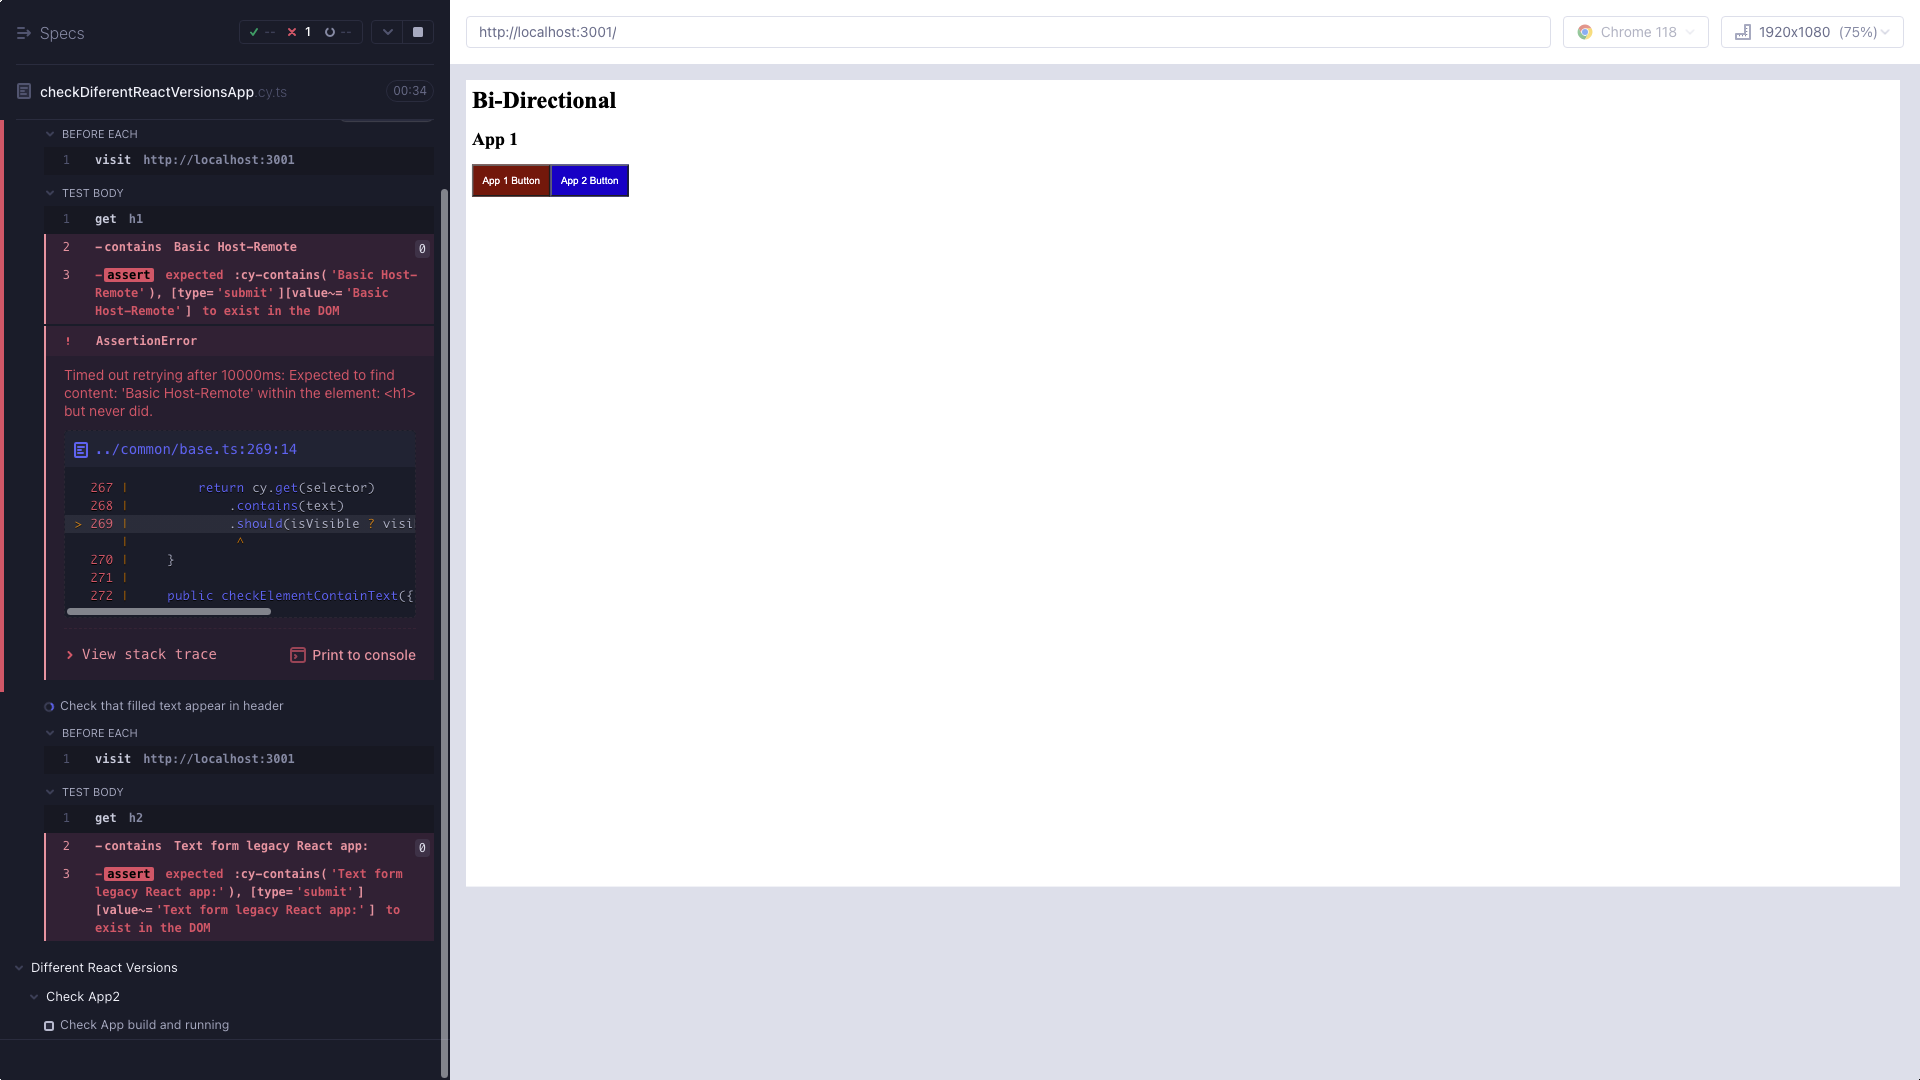 Specs
-- 1 --
checkDiferentReactVersionsApp.cy.ts 00:34
BEFORE EACH
1 visit http://localhost:3001
TEST BODY
1 get h1
2 -contains Basic Host-Remote 0
3 -assert expected :cy-contains('Basic Host-
Remote'), [type='submit'][value~='Basic
Host-Remote'] to exist in the DOM
! AssertionError
Timed out retrying after 10000ms: Expected to find
content: 'Basic Host-Remote' within the element: <h1>
but never did.
../common/base.ts:269:14
267 | return cy.get(selector)
268 | .contains(text)
> 269 | .should(isVisible ? visi
| ^
270 | }
271 |
272 | public checkElementContainText({
View stack trace Print to console
Check that filled text appear in header
BEFORE EACH
1 visit http://localhost:3001
TEST BODY
1 get h2
2 -contains Text form legacy React app: 0
3 -assert expected :cy-contains('Text form
legacy React app:'), [type='submit']
[value~='Text form legacy React app:'] to
exist in the DOM
Different React Versions
Check App2
Check App build and running
http://localhost:3001/ Chrome 118 1920x1080 (75%)
Bi-Directional
App 1
App 1 Button App 2 Button